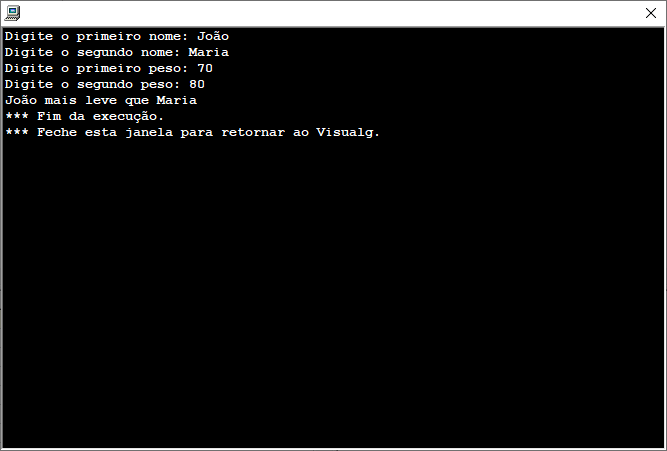 Digite o primeiro nome: João
Digite o segundo nome: Maria
Digite o primeiro peso: 70
Digite o segundo peso: 80
João mais leve que Maria
*** Fim da execução.
*** Feche esta janela para retornar ao Visualg.